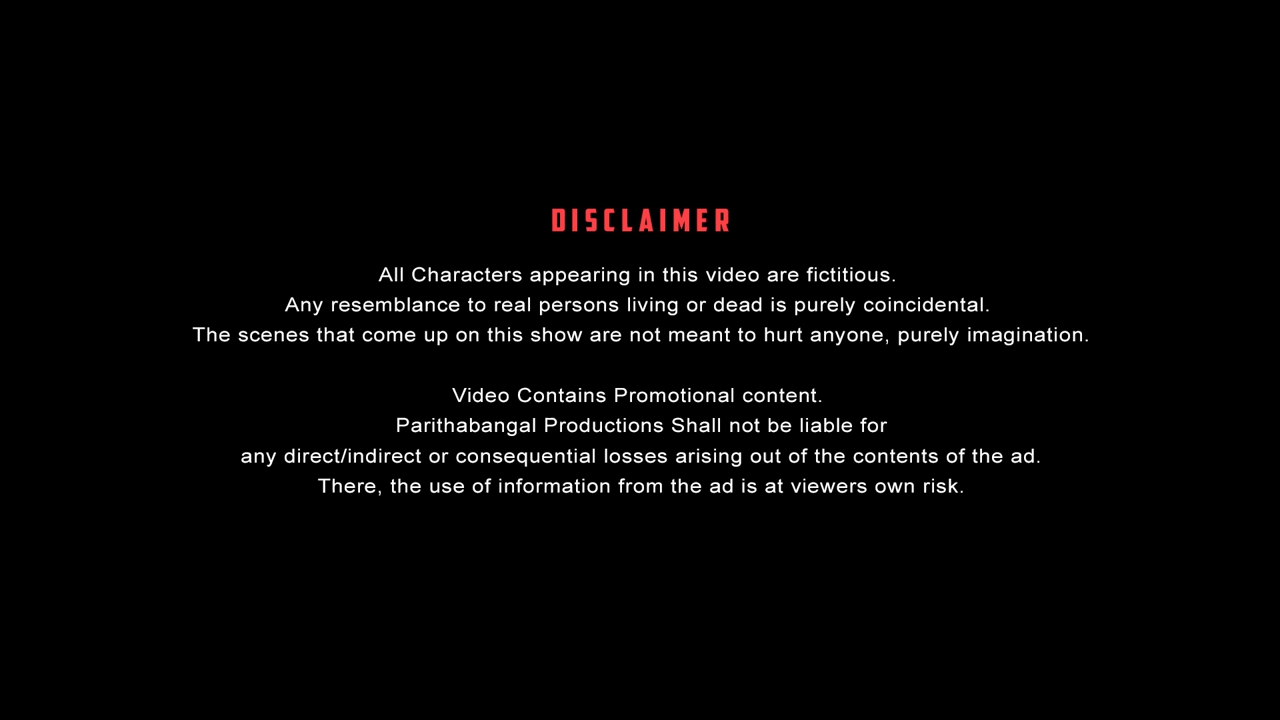 DISCLAIMER
All Characters appearing in this video are fictitious.
Any resemblance to real persons living or dead is purely coincidental.
The scenes that come up on this show are not meant to hurt anyone, purely imagination.
Video Contains Promotional content.
Parithabangal Productions Shall not be liable for
any direct/indirect or consequential losses arising out of the contents of the ad.
There, the use of information from the ad is at viewers own risk.